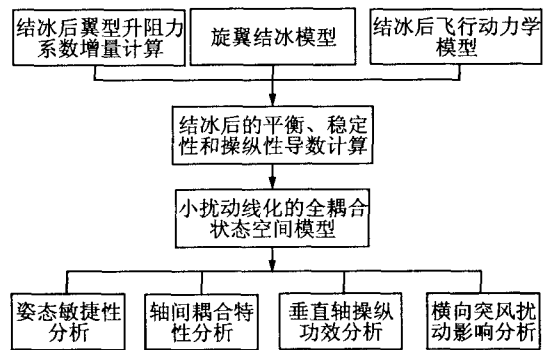 结冰后翼型升阻力
系数增量计算
旋翼结冰模型
结冰后飞行动力学
模型
结冰后的平衡、稳定
性和操纵性导数计算
小扰动线化的全耦合
状态空间模型
姿态敏捷性
分析
轴间耦合特
性分析
垂直轴操纵
功效分析
横向突风扰
动影响分析